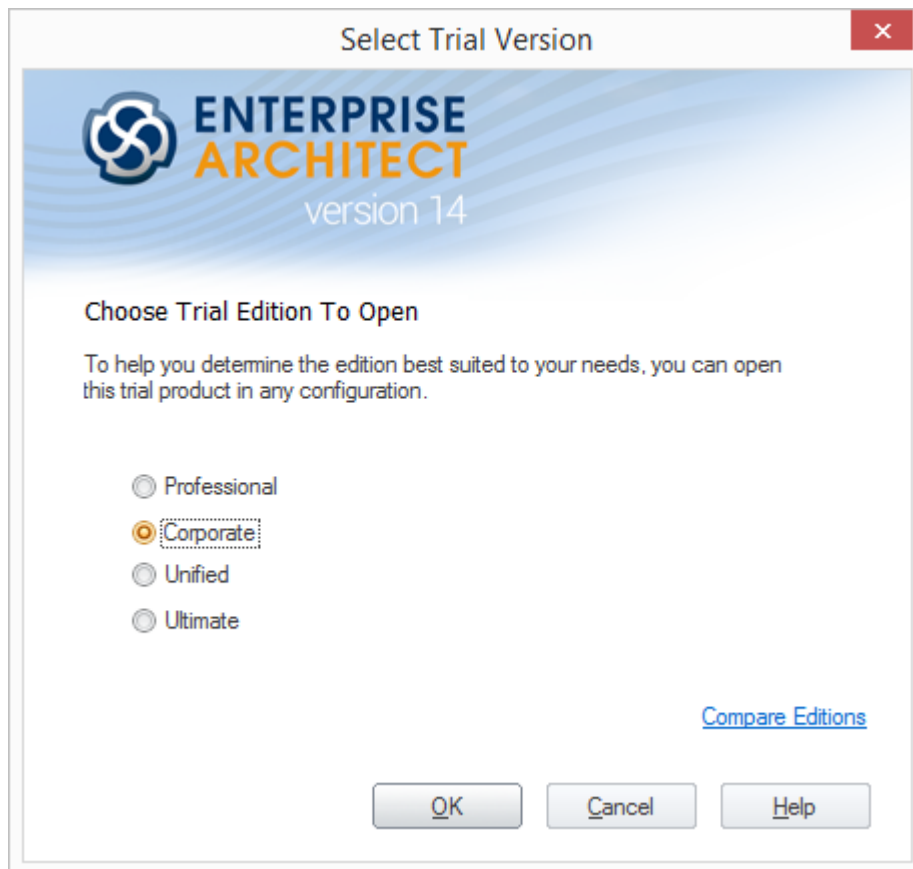 Select Trial Version
ENTERPRISE
ARCHITECT
version 14
Choose Trial Edition To Open
To help you determine the edition best suited to your needs, you can open
this trial product in any configuration.
Professional
Corporate
Unified
Ultimate
Compare Editions
OK Cancel Help